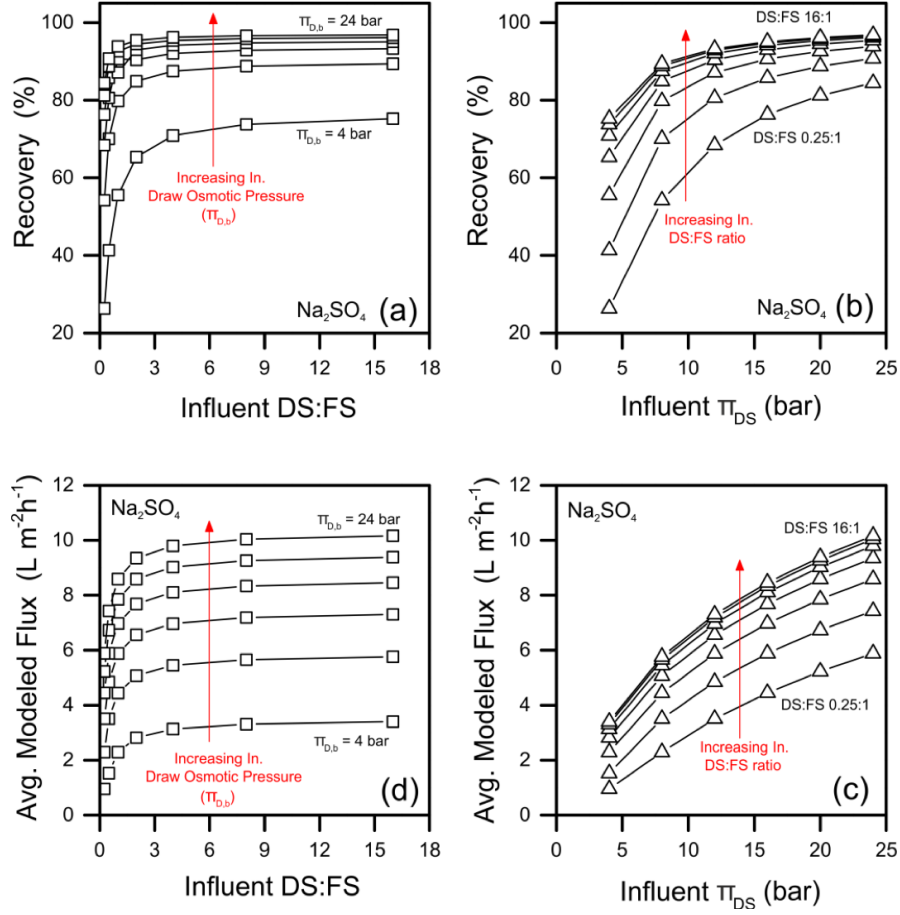 100
80
60
40
20
Recovery (%)
π_D,b = 24 bar
π_D,b = 4 bar
Increasing In.
Draw Osmotic Pressure
(π_D,b)
Na₂SO₄
(a)
0 3 6 9 12 15 18
Influent DS:FS
100
80
60
40
20
Recovery (%)
DS:FS 16:1
DS:FS 0.25:1
Increasing In.
DS:FS ratio
Na₂SO₄
(b)
0 5 10 15 20 25
Influent π_DS (bar)
12
10
8
6
4
2
0
Avg. Modeled Flux (L m⁻²h⁻¹)
Na₂SO₄
π_D,b = 24 bar
π_D,b = 4 bar
Increasing In.
Draw Osmotic Pressure
(π_D,b)
(d)
0 3 6 9 12 15 18
Influent DS:FS
12
10
8
6
4
2
0
Avg. Modeled Flux (L m⁻²h⁻¹)
Na₂SO₄
DS:FS 16:1
DS:FS 0.25:1
Increasing In.
DS:FS ratio
(c)
0 5 10 15 20 25
Influent π_DS (bar)